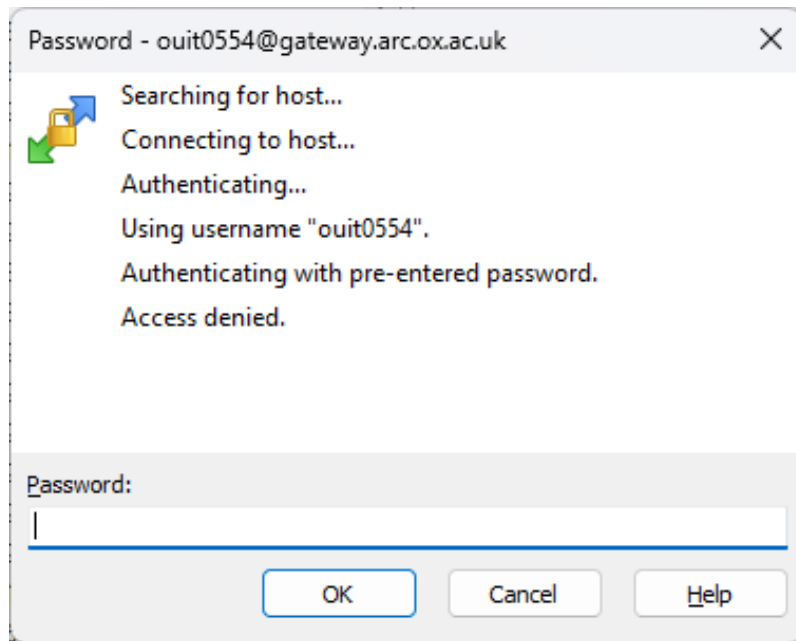 Password - ouit0554@gateway.arc.ox.ac.uk
Searching for host...
Connecting to host...
Authenticating...
Using username "ouit0554".
Authenticating with pre-entered password.
Access denied.
Password:
OK Cancel Help